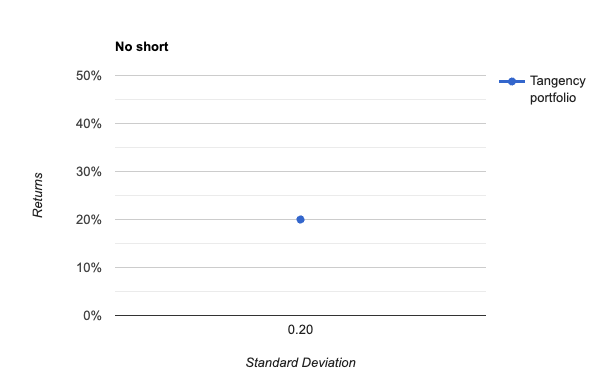 No short
50%
40%
30%
20%
10%
0%
Returns
0.20
Standard Deviation
Tangency
portfolio